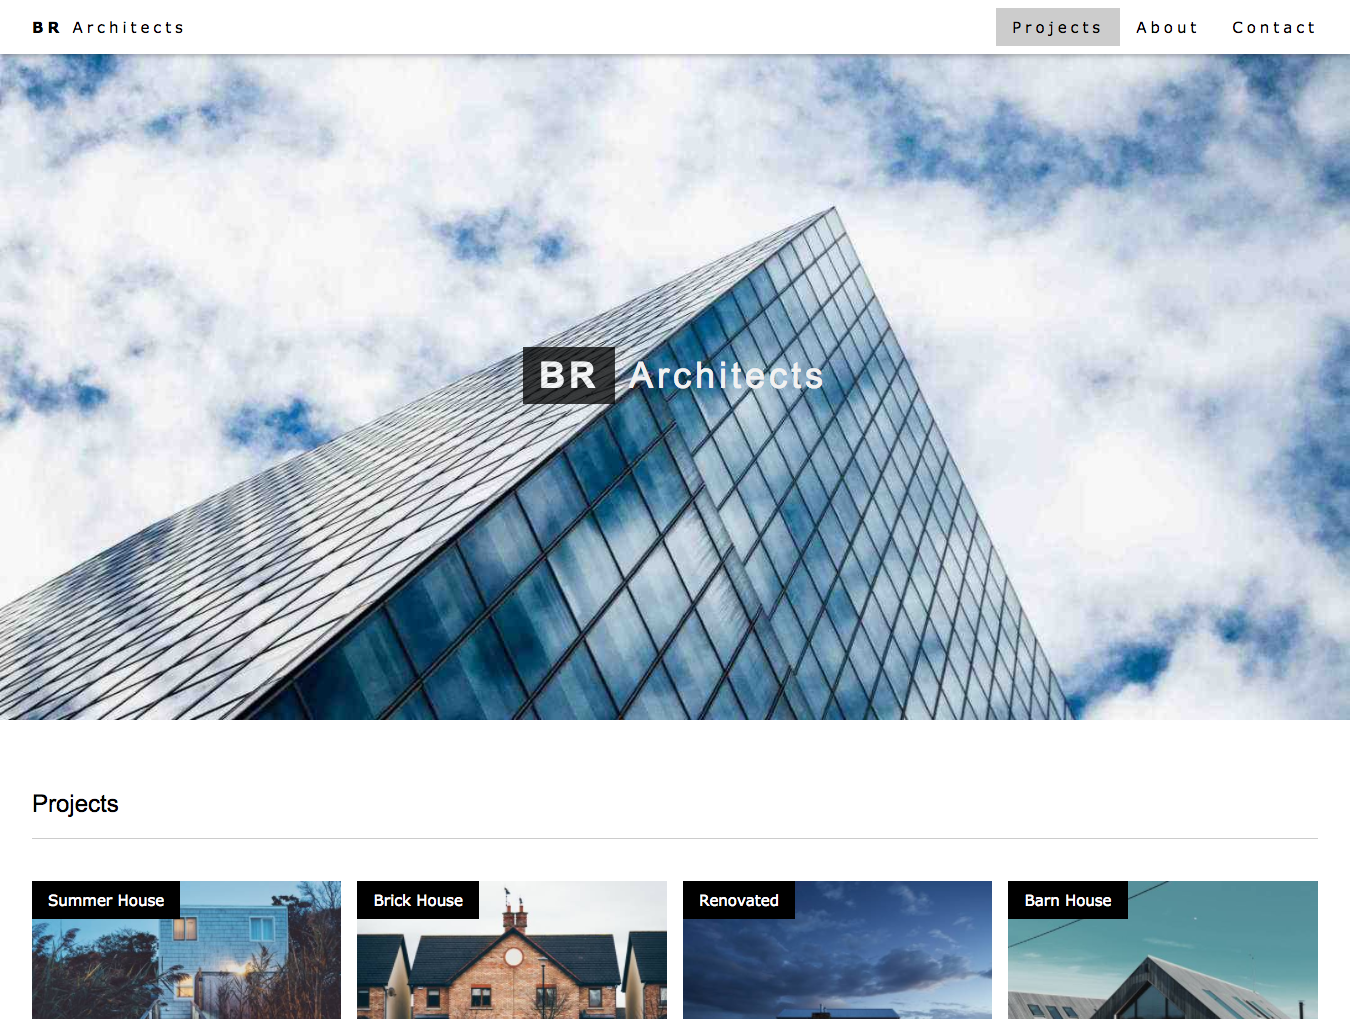 BR Architects Projects About Contact
BR Architects
Projects
Summer House Brick House Renovated Barn House